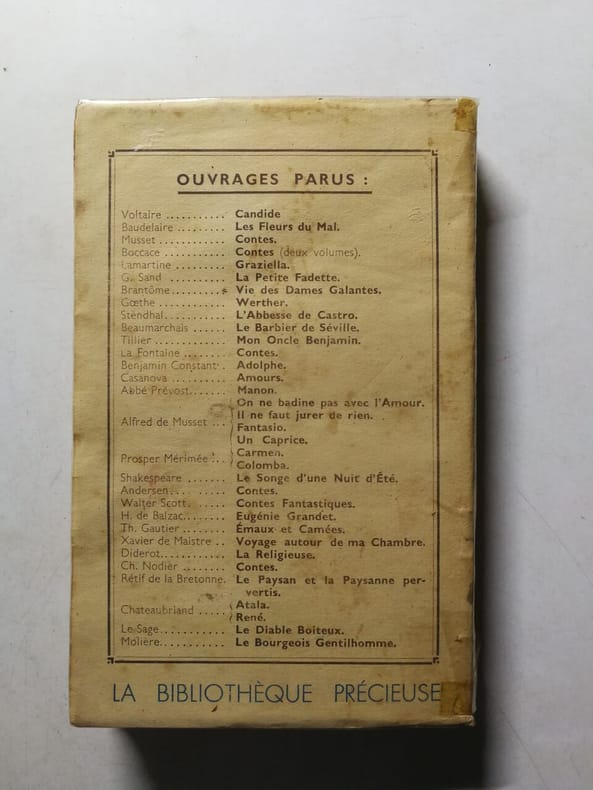 OUVRAGES PARUS :
Voltaire ........... Candide
Baudelaire ......... Les Fleurs du Mal.
Musset ............ Contes.
Boccace ........... Contes (deux volumes).
Lamartine ......... Graziella.
G. Sand .......... La Petite Fadette.
Brantôme......... Vie des Dames Galantes.
Gœthe ............ Werther.
Stendhal........... L'Abbesse de Castro.
Beaumarchais ...... Le Barbier de Séville.
Tillier ............. Mon Oncle Benjamin.
La Fontaine ........ Contes.
Benjamin Constant . Adolphe.
Casanova .......... Amours.
Abbé Prévost....... Manon.
On ne badine pas avec l'Amour.
Il ne faut jurer de rien.
Alfred de Musset ...
Fantasio.
Un Caprice.
Carmen.
Prosper Mérimée ...
Colomba.
Shakespeare ....... Le Songe d'une Nuit d'Été.
Andersen... ..... Contes.
Walter Scott. ..... Contes Fantastiques.
H. de Balzac....... Eugénie Grandet.
Th. Gautier ....... Émaux et Camées.
Xavier de Maistre .. Voyage autour de ma Chambre.
Diderot............ La Religieuse.
Ch. Nodier ........ Contes.
Rétif de la Bretonne. Le Paysan et la Paysanne per-
vertis.
Atala.
Chateaubriand .....
René.
Le Sage........... Le Diable Boiteux.
Molière........... Le Bourgeois Gentilhomme.
LA BIBLIOTHÈQUE PRÉCIEUSE